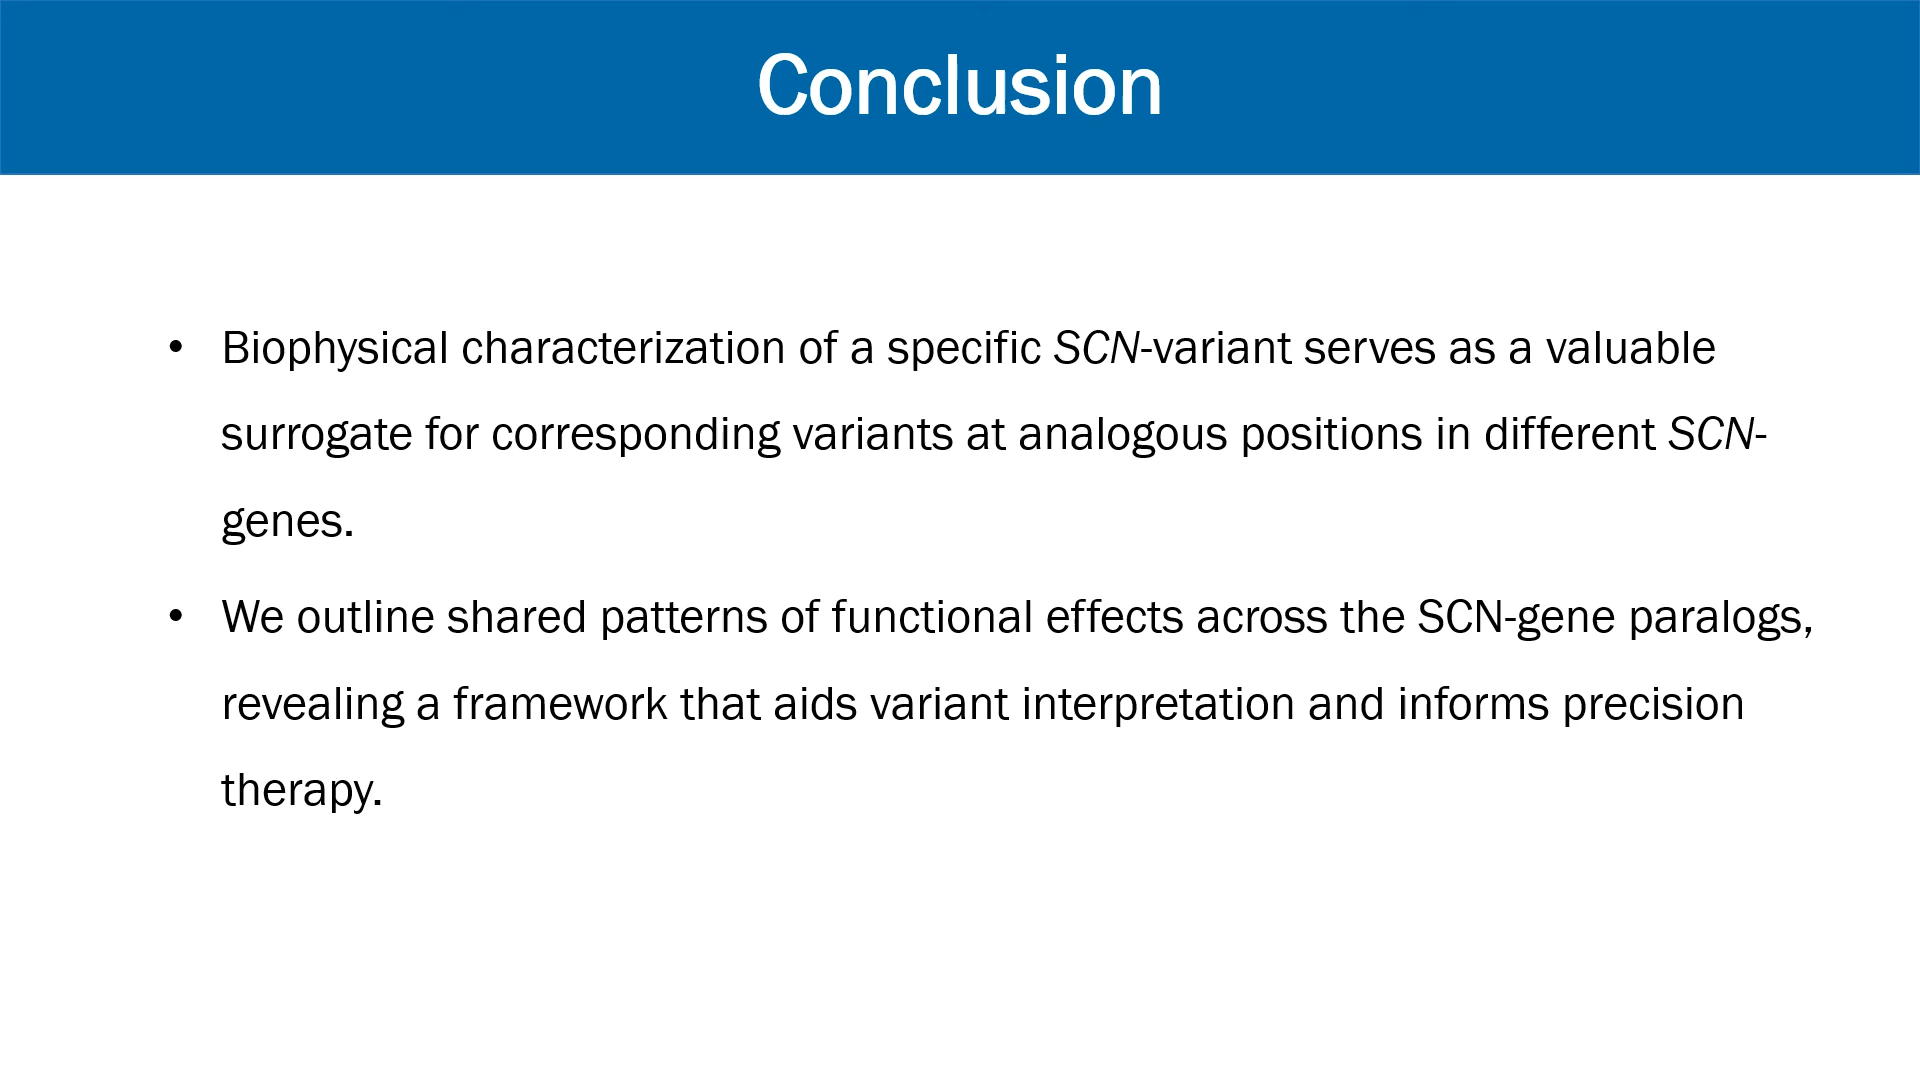 Conclusion
• Biophysical characterization of a specific SCN-variant serves as a valuable
surrogate for corresponding variants at analogous positions in different SCN-
genes.
• We outline shared patterns of functional effects across the SCN-gene paralogs,
revealing a framework that aids variant interpretation and informs precision
therapy.